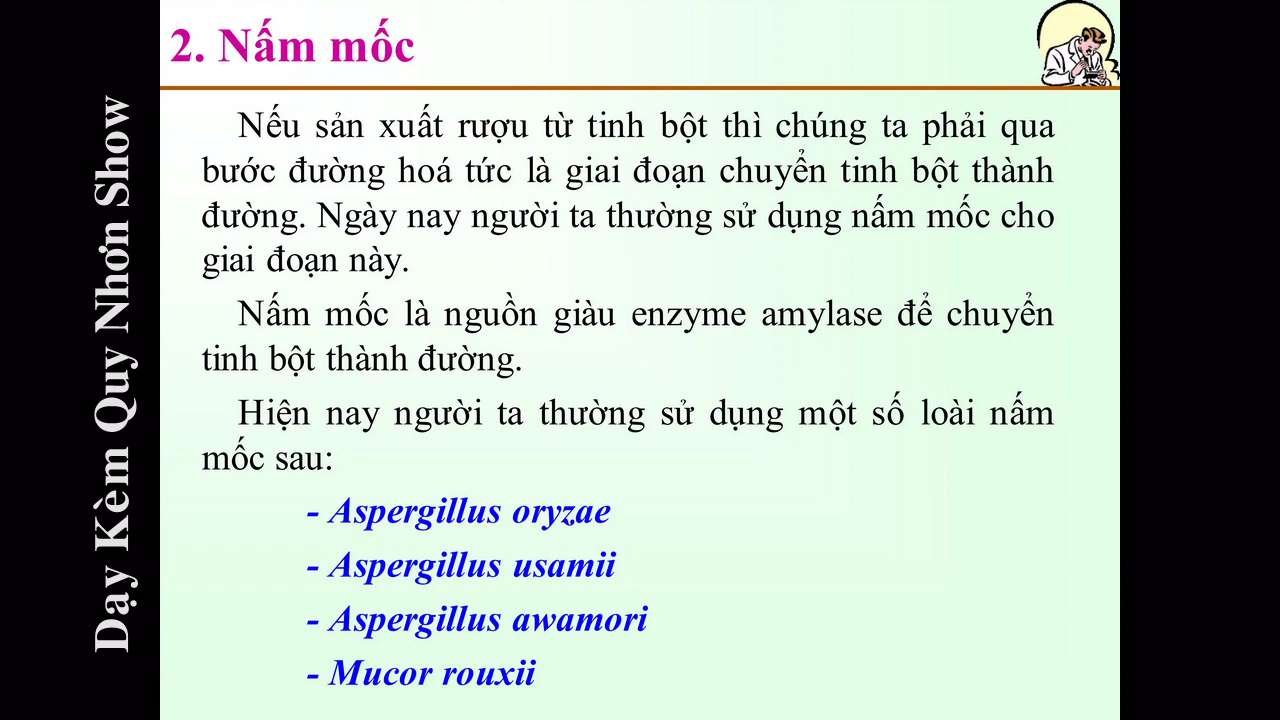 2. Nấm mốc
Nếu sản xuất rượu từ tinh bột thì chúng ta phải qua
bước đường hoá tức là giai đoạn chuyển tinh bột thành
đường. Ngày nay người ta thường sử dụng nấm mốc cho
giai đoạn này.
Nấm mốc là nguồn giàu enzyme amylase để chuyển
tinh bột thành đường.
Hiện nay người ta thường sử dụng một số loài nấm
mốc sau:
- Aspergillus oryzae
- Aspergillus usamii
- Aspergillus awamori
- Mucor rouxii
Dạy Kèm Quy Nhơn Show